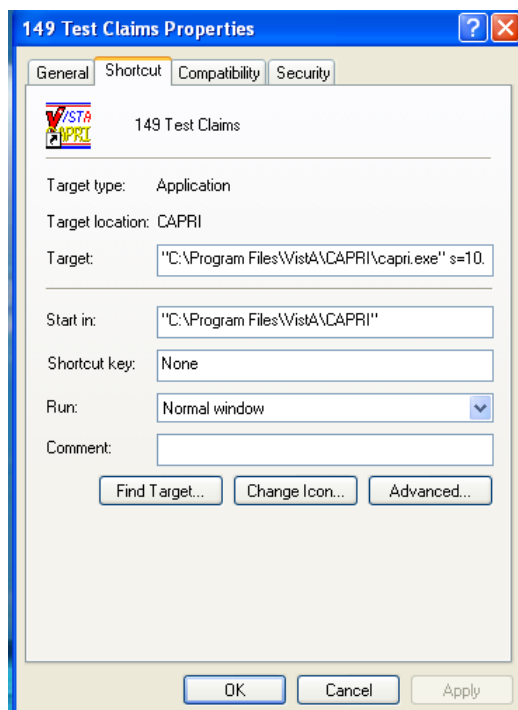 149 Test Claims Properties
General Shortcut Compatibility Security
VISTA
CAPRI
149 Test Claims
Target type: Application
Target location: CAPRI
Target: "C:\Program Files\VistA\CAPRI\capri.exe" s=10.
Start in: "C:\Program Files\VistA\CAPRI"
Shortcut key: None
Run: Normal window
Comment:
Find Target... Change Icon... Advanced...
OK Cancel Apply